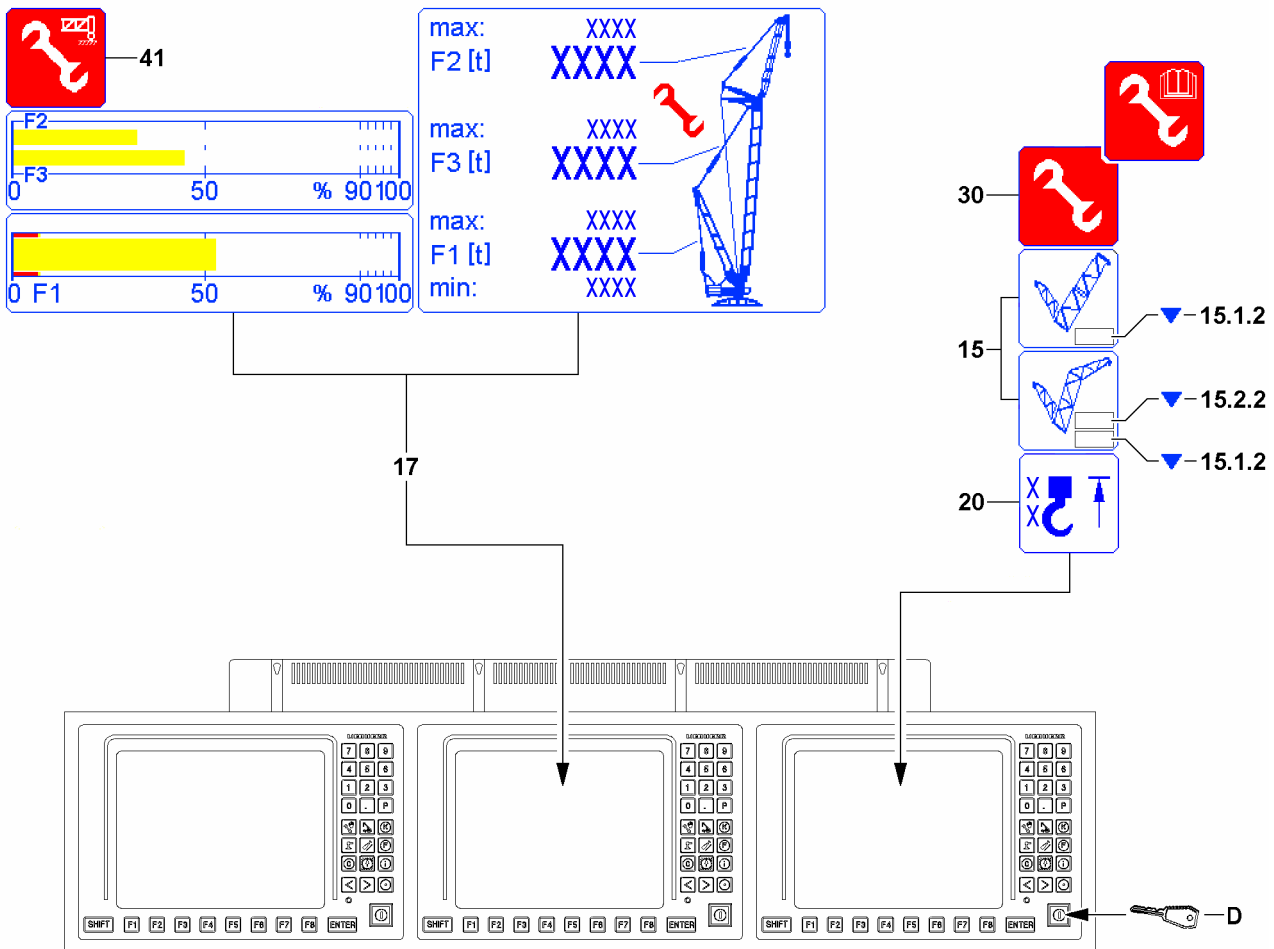 41
max: XXXX
F2 [t] XXXX
max: XXXX
F3 [t] XXXX
max: XXXX
F1 [t] XXXX
min: XXXX
F2
F3
0 50 % 90 100
0 F1 50 % 90 100
17
30
15
15.1.2
15.2.2
15.1.2
20
X
X
7 8 9
4 5 6
1 2 3
0 . P
K
F
i
< >
SHIFT F1 F2 F3 F4 F5 F6 F7 F8 ENTER
7 8 9
4 5 6
1 2 3
0 . P
K
F
i
< >
SHIFT F1 F2 F3 F4 F5 F6 F7 F8 ENTER
7 8 9
4 5 6
1 2 3
0 . P
K
F
i
< >
SHIFT F1 F2 F3 F4 F5 F6 F7 F8 ENTER
D